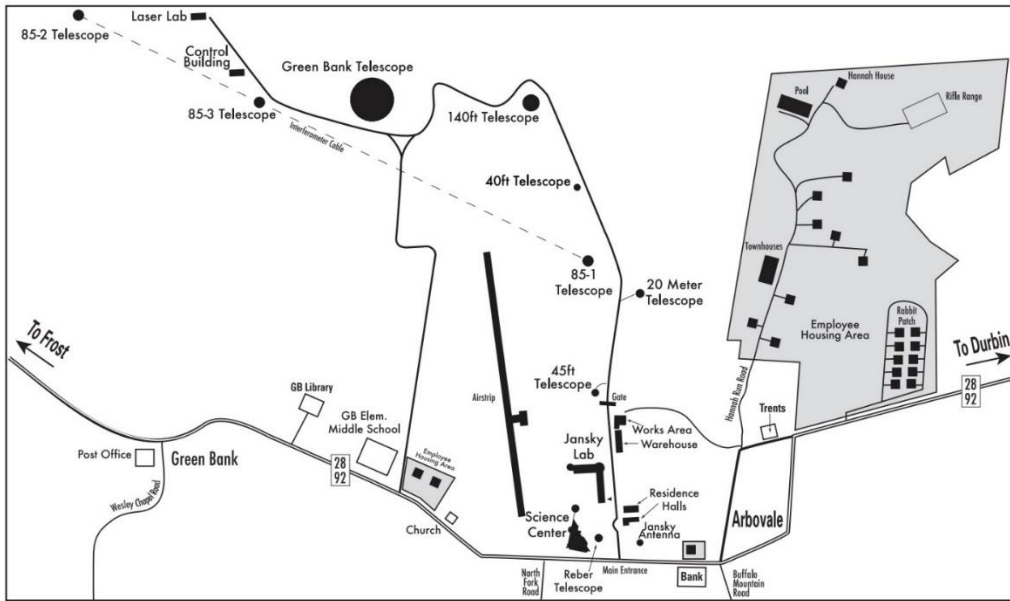 Laser Lab
85-2 Telescope
Control
Building
Green Bank Telescope
85-3 Telescope
Interferometer Cable
140ft Telescope
40ft Telescope
Hannah House
Pool
Rifle Range
85-1
Telescope
20 Meter
Telescope
Townhouses
Employee
Housing Area
Rabbit
Patch
To Frost
To Durbin
28
92
45ft
Telescope
Gate
Airstrip
Hannah Run Road
Trents
GB Library
GB Elem.
Middle School
Works Area
Warehouse
Jansky
Lab
Post Office
Green Bank
28
92
Employee
Housing Area
Wesley Chapel Road
Church
Science
Center
Residence
Halls
Jansky
Antenna
Arbovale
Reber
Telescope
Main Entrance
North
Fork
Road
Bank
Buffalo
Mountain
Road